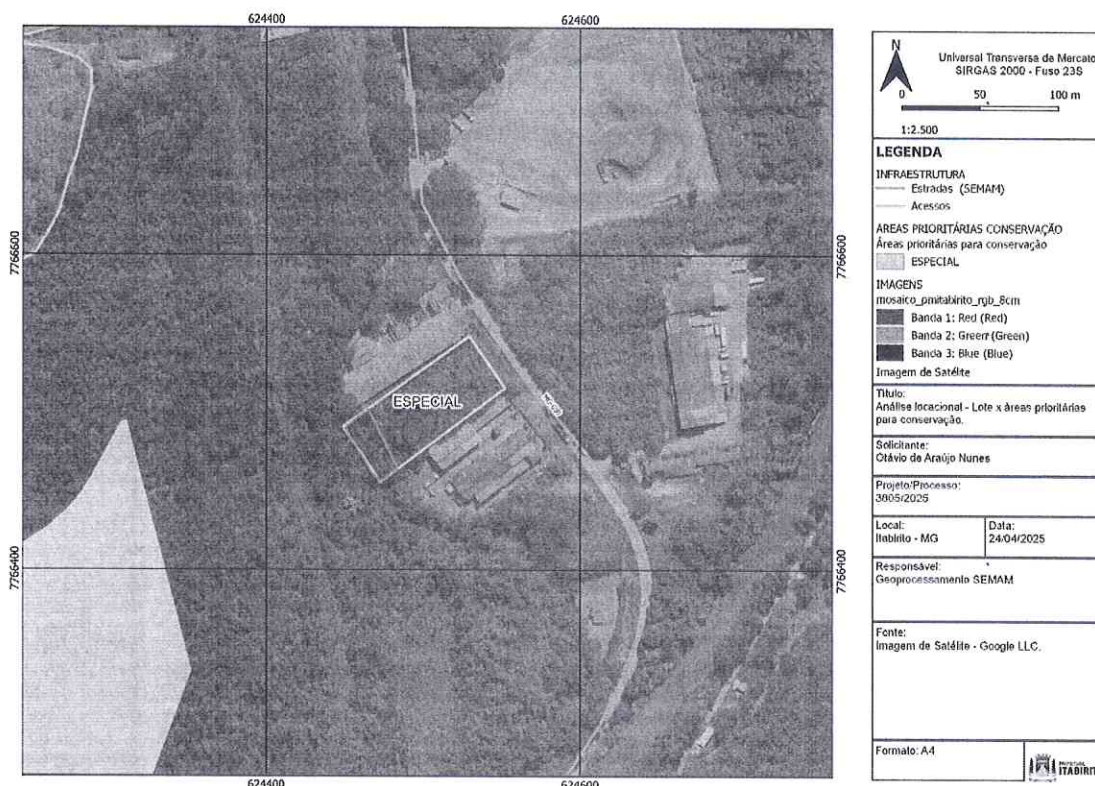 624400
624600
7766600
7766400
ESPECIAL
7766600
7766400
624400
624600
N
Universal Transversa de Mercato
SIRGAS 2000 - Fuso 23S
0 50 100 m
1:2.500
LEGENDA
INFRAESTRUTURA
Estradas (SEMAM)
Acessos
ÁREAS PRIORITÁRIAS CONSERVAÇÃO
Áreas prioritárias para conservação
ESPECIAL
IMAGENS
mosaico_pmitabirito_rgb_8cm
Banda 1: Red (Red)
Banda 2: Green (Green)
Banda 3: Blue (Blue)
Imagem de Satélite
Título:
Análise locacional - Lote x áreas prioritárias
para conservação.
Solicitante:
Otávio de Araújo Nunes
Projeto/Processo:
3805/2025
Local:
Itabirito - MG
Data:
24/04/2025
Responsável:
Geoprocessamento SEMAM
Fonte:
Imagem de Satélite - Google LLC.
Formato: A4
PREFEITURA
ITABIRIT